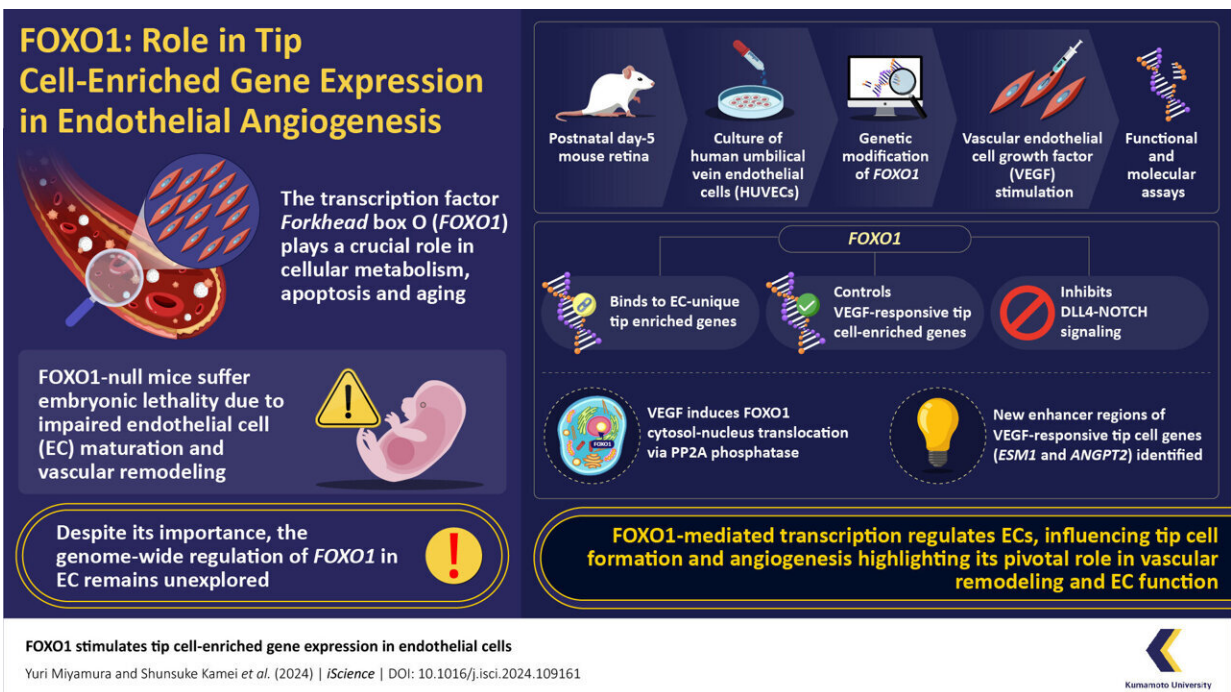 FOXO1: Role in Tip
Cell-Enriched Gene Expression
in Endothelial Angiogenesis
The transcription factor
Forkhead box O (FOXO1)
plays a crucial role in
cellular metabolism,
apoptosis and aging
FOXO1-null mice suffer
embryonic lethality due to
impaired endothelial cell
(EC) maturation and
vascular remodeling
Despite its importance, the
genome-wide regulation of FOXO1 in
EC remains unexplored
Postnatal day-5
mouse retina
Culture of
human umbilical
vein endothelial
cells (HUVECs)
Genetic
modification
of FOXO1
Vascular endothelial
cell growth factor
(VEGF)
stimulation
Functional
and
molecular
assays
FOXO1
Binds to EC-unique
tip enriched genes
Controls
VEGF-responsive tip
cell-enriched genes
Inhibits
DLL4-NOTCH
signaling
FOXO1
VEGF induces FOXO1
cytosol-nucleus translocation
via PP2A phosphatase
New enhancer regions of
VEGF-responsive tip cell genes
(ESM1 and ANGPT2) identified
FOXO1-mediated transcription regulates ECs, influencing tip cell
formation and angiogenesis highlighting its pivotal role in vascular
remodeling and EC function
FOXO1 stimulates tip cell-enriched gene expression in endothelial cells
Yuri Miyamura and Shunsuke Kamei et al. (2024) | iScience | DOI: 10.1016/j.isci.2024.109161
Kumamoto University